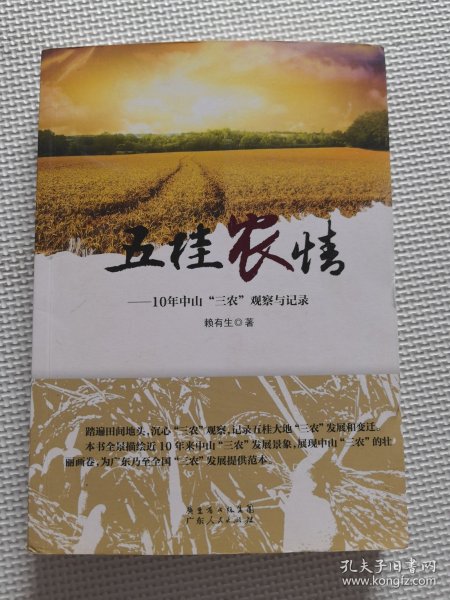 五桂农情
——10年中山“三农”观察与记录
赖有生◎著
踏遍田间地头，沉心“三农”观察，记录五桂大地“三农”发展和变迁。
本书全景描绘近10年来中山“三农”发展景象，展现中山“三农”的壮
丽画卷，为广东乃至全国“三农”发展提供范本。
广东省出版集团
广东人民出版社
孔夫子旧书网
www.kongfz.com